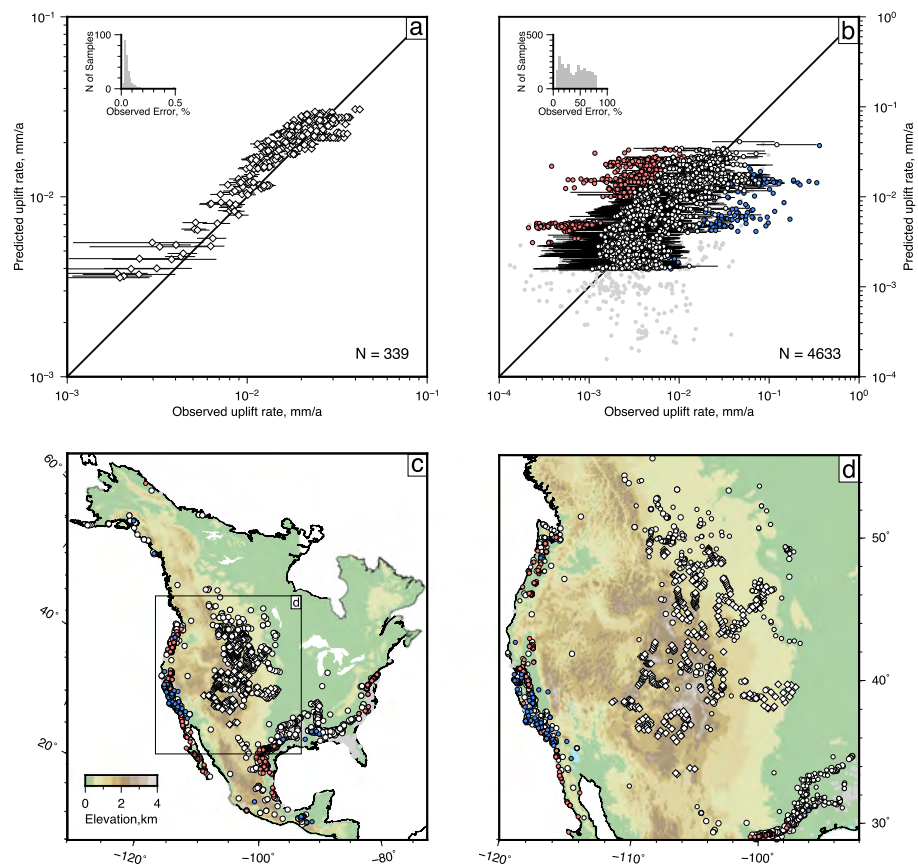 a
10⁻¹
10⁻²
10⁻³
Predicted uplift rate, mm/a
100
0
N of Samples
0.0 0.5
Observed Error, %
N = 339
10⁻³ 10⁻² 10⁻¹
Observed uplift rate, mm/a
b
500
0
N of Samples
0 50 100
Observed Error, %
N = 4633
10⁰
10⁻¹
10⁻²
10⁻³
10⁻⁴
Predicted uplift rate, mm/a
10⁻⁴ 10⁻³ 10⁻² 10⁻¹ 10⁰
Observed uplift rate, mm/a
c
60°
40°
20°
d
0 2 4
Elevation,km
−120° −100° −80°
d
50°
40°
30°
−120° −110° −100°